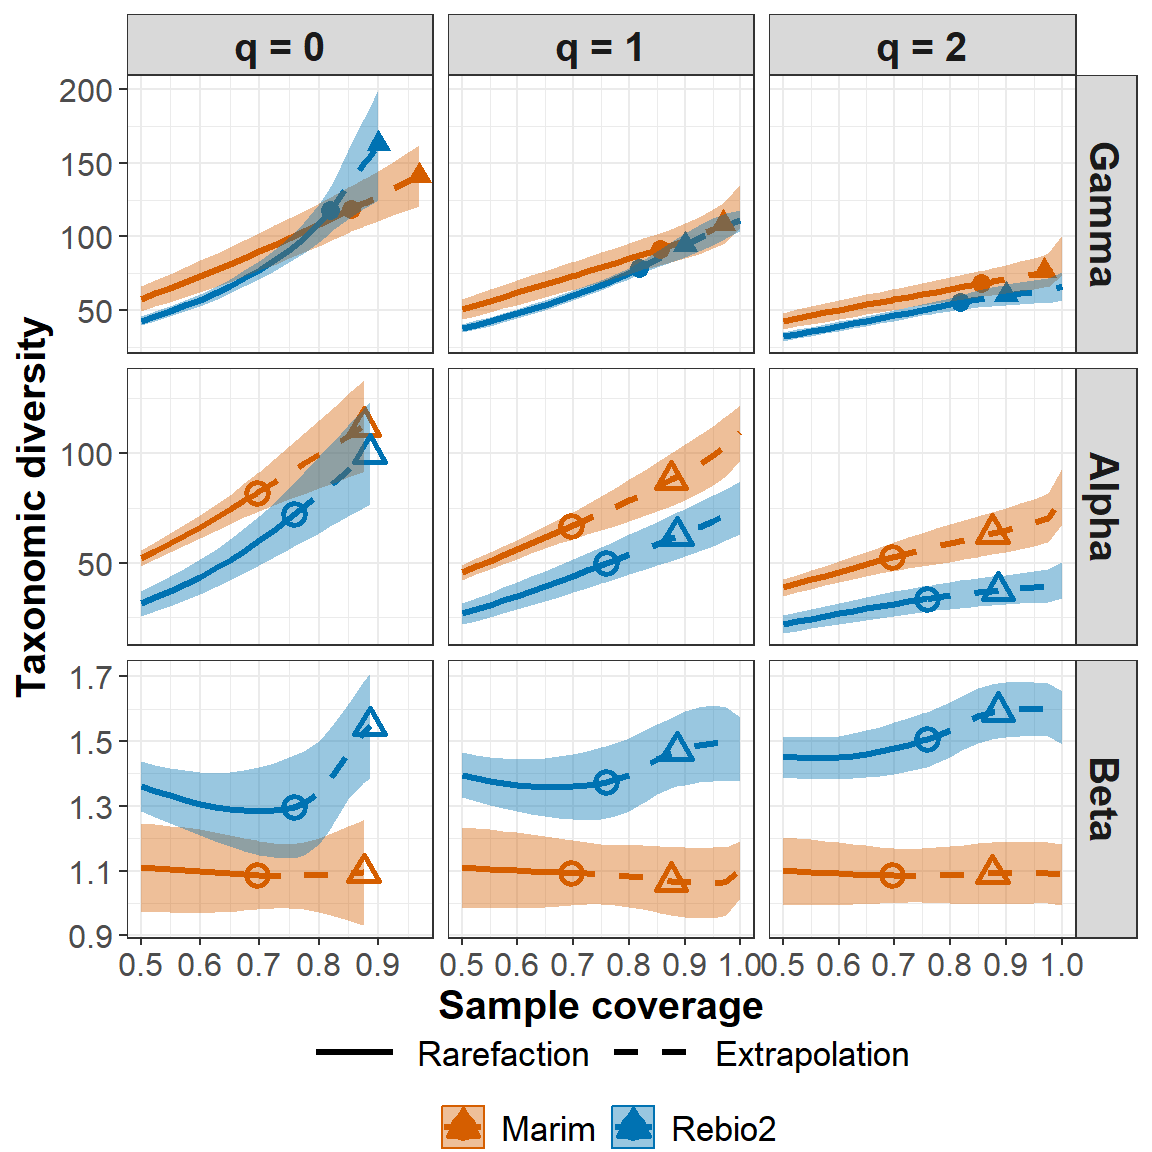 q = 0 q = 1 q = 2
200
150
100
50
Gamma
100
50
Alpha
1.7
1.5
1.3
1.1
0.9
Beta
Taxonomic diversity
0.5 0.6 0.7 0.8 0.9 0.5 0.6 0.7 0.8 0.9 1.0 0.5 0.6 0.7 0.8 0.9 1.0
Sample coverage
Rarefaction Extrapolation
Marim Rebio2